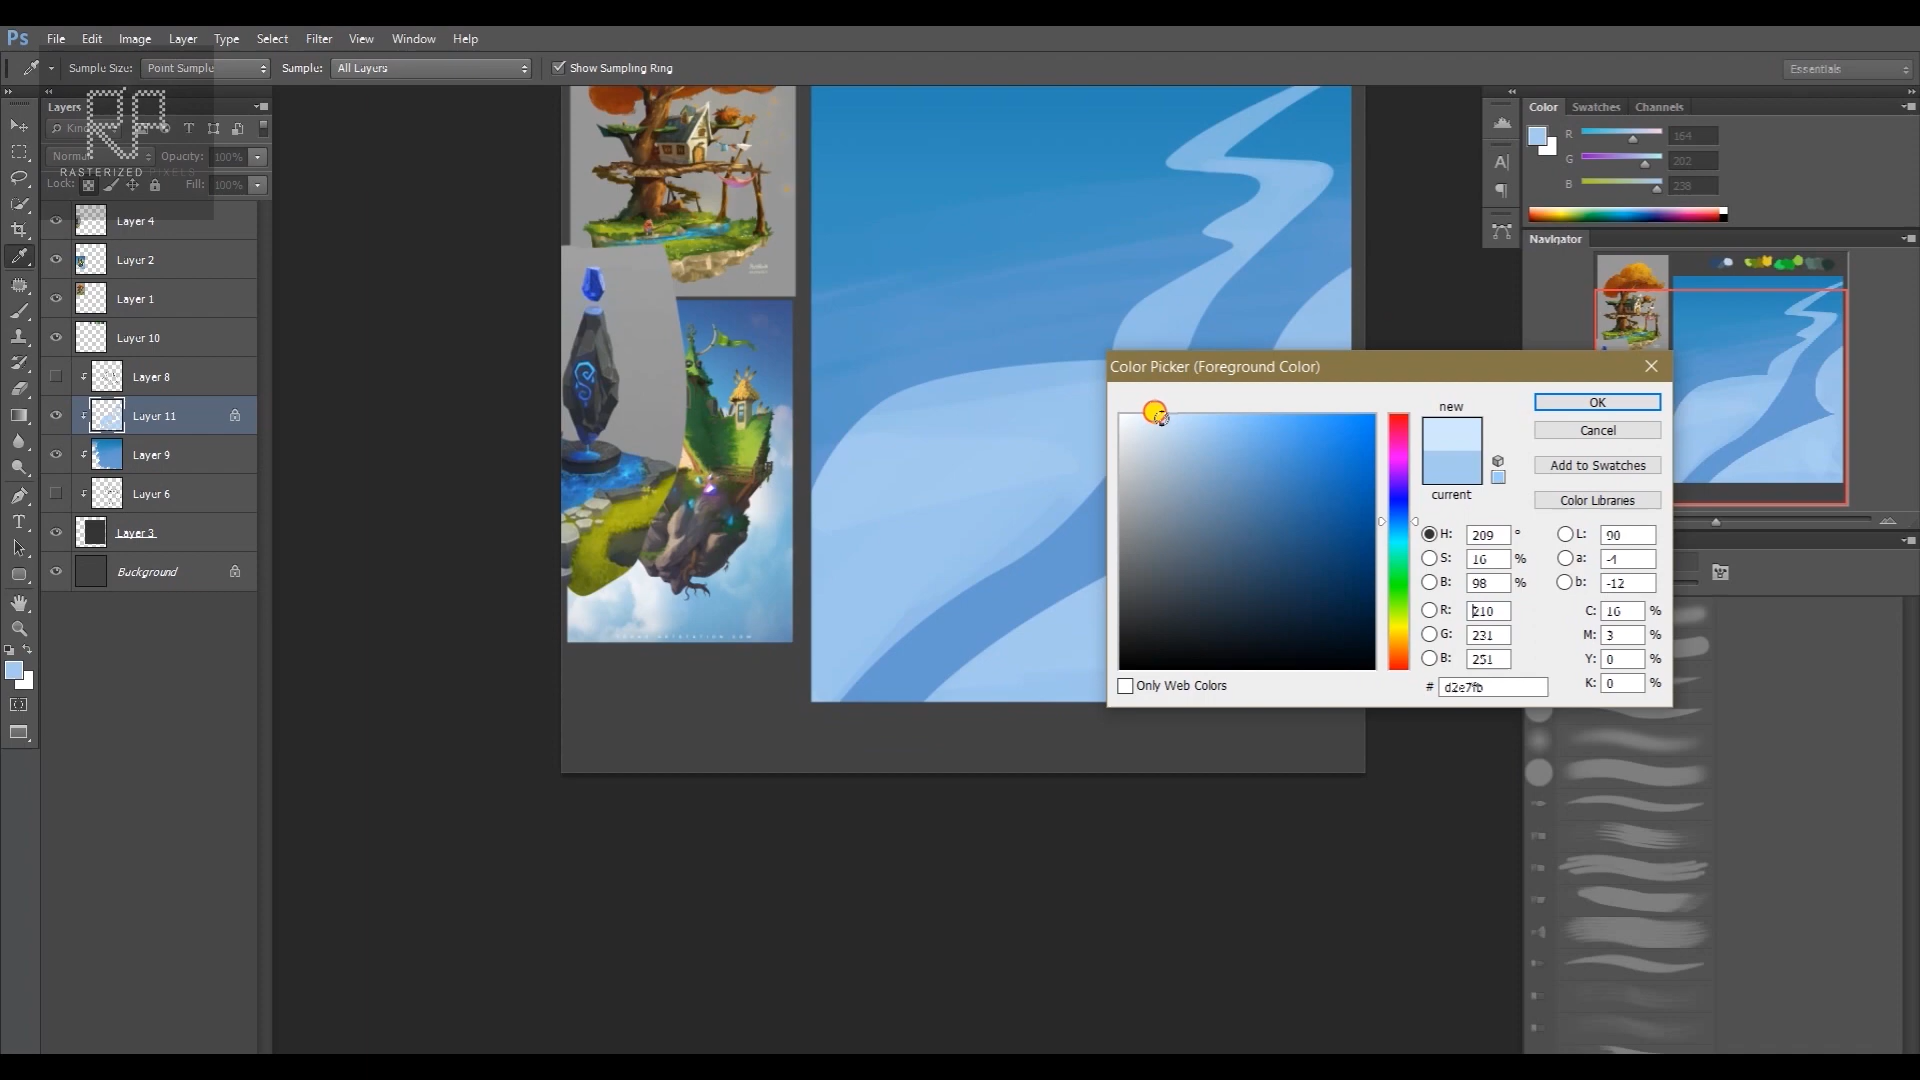 Ps File Edit Image Layer Type Select Filter View Window Help
Sample Size: Point Sample Sample: All Layers Show Sampling Ring Essentials
Layers
Kind
Normal Opacity: 100%
RASTERIZED PIXELS
Lock: Fill: 100%
Layer 4
Layer 2
Layer 1
Layer 10
Layer 8
Layer 11
Layer 9
Layer 6
Layer 3
Background
Color Swatches Channels
R 164
G 202
B 238
Navigator
Color Picker (Foreground Color)
new
current
OK
Cancel
Add to Swatches
Color Libraries
H: 209 °
S: 16 %
B: 98 %
R: 210
G: 231
B: 251
# d2e7fb
L: 90
a: -4
b: -12
C: 16 %
M: 3 %
Y: 0 %
K: 0 %
Only Web Colors